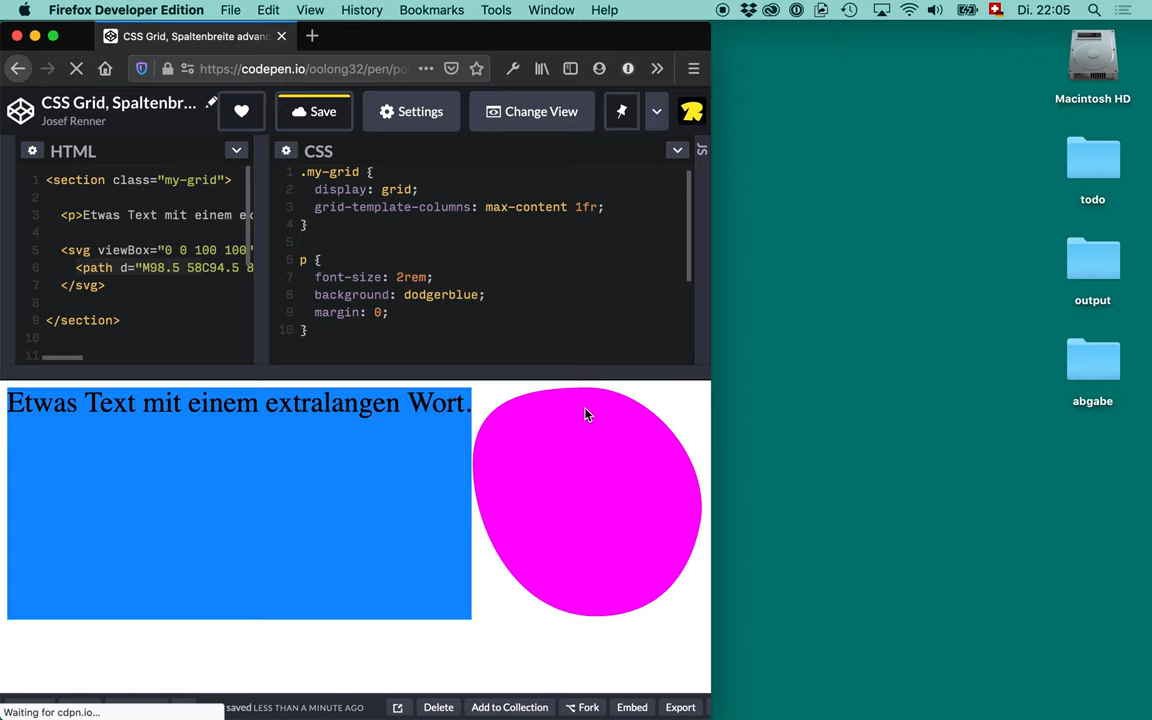 Firefox Developer Edition File Edit View History Bookmarks Tools Window Help Di. 22:05
CSS Grid, Spaltenbreite advanc
https://codepen.io/oolong32/pen/po
CSS Grid, Spaltenbr...
Josef Renner
Save
Settings
Change View
HTML
1 <section class="my-grid">
2
3 <p>Etwas Text mit einem ex
4
5 <svg viewBox="0 0 100 100"
6 <path d="M98.5 58C94.5 8
7 </svg>
8
9 </section>
10
11
CSS
1 .my-grid {
2 display: grid;
3 grid-template-columns: max-content 1fr;
4 }
5
6 p {
7 font-size: 2rem;
8 background: dodgerblue;
9 margin: 0;
10 }
JS
Etwas Text mit einem extralangen Wort.
saved LESS THAN A MINUTE AGO
Delete
Add to Collection
Fork
Embed
Export
Waiting for cdpn.io...
Macintosh HD
todo
output
abgabe